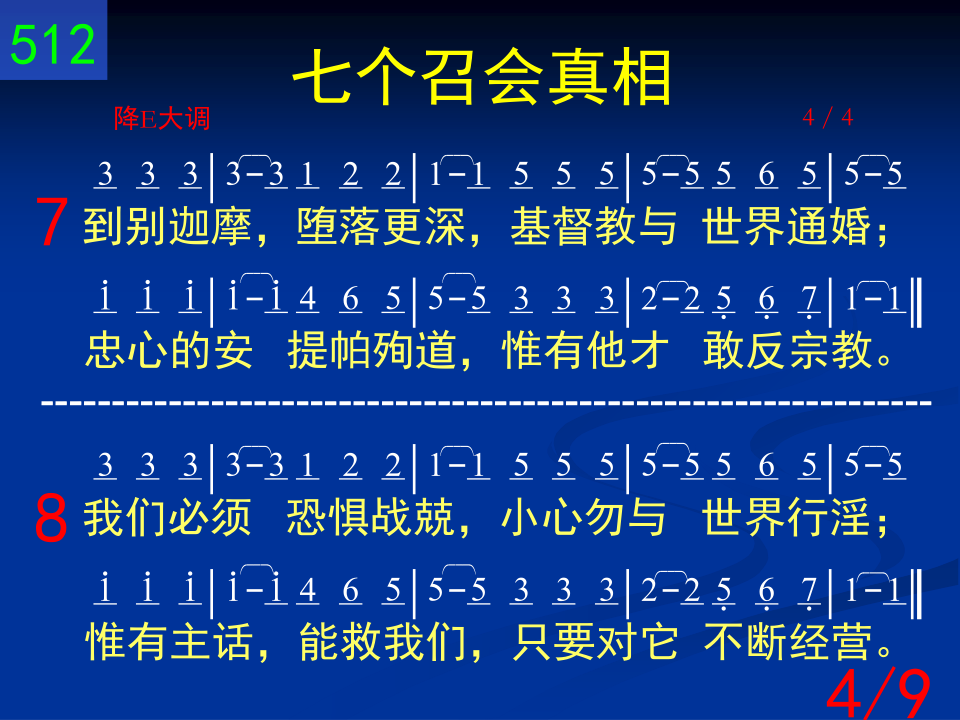 512
七个召会真相
降E大调 4/4
3 3 3|3-3 1 2 2|1-1 5 5 5|5-5 5 6 5|5-5
7 到别迦摩，堕落更深，基督教与 世界通婚；
i i i|i-i 4 6 5|5-5 3 3 3|2-2 5̣ 6̣ 7̣|1-1‖
忠心的安 提帕殉道，惟有他才 敢反宗教。
---------------------------------------------------------------
3 3 3|3-3 1 2 2|1-1 5 5 5|5-5 5 6 5|5-5
8 我们必须 恐惧战兢，小心勿与 世界行淫；
i i i|i-i 4 6 5|5-5 3 3 3|2-2 5̣ 6̣ 7̣|1-1‖
惟有主话，能救我们，只要对它 不断经营。
4/9